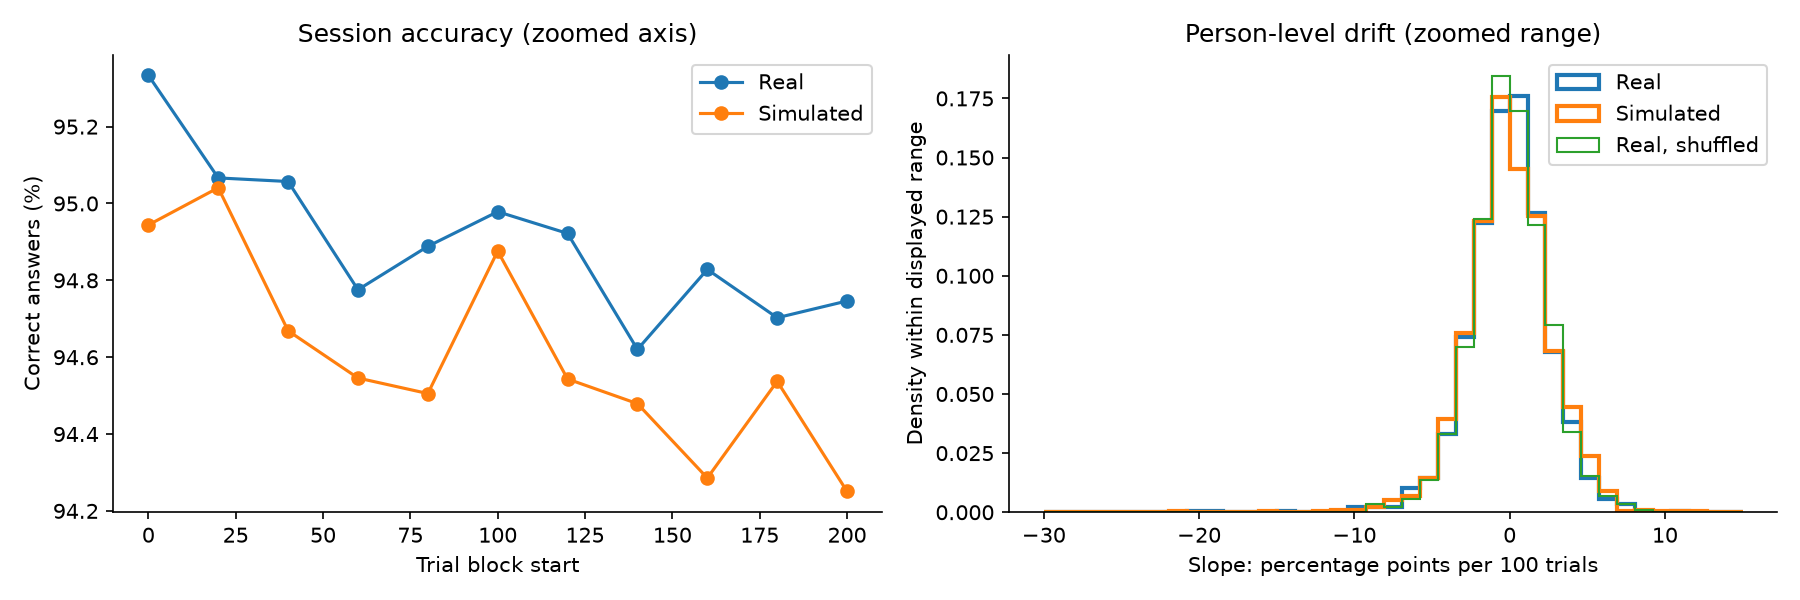 Session accuracy (zoomed axis)
Correct answers (%)
95.2
95.0
94.8
94.6
94.4
94.2
0
25
50
75
100
125
150
175
200
Trial block start
Real
Simulated
Person-level drift (zoomed range)
Density within displayed range
0.175
0.150
0.125
0.100
0.075
0.050
0.025
0.000
−30
−20
−10
0
10
Slope: percentage points per 100 trials
Real
Simulated
Real, shuffled